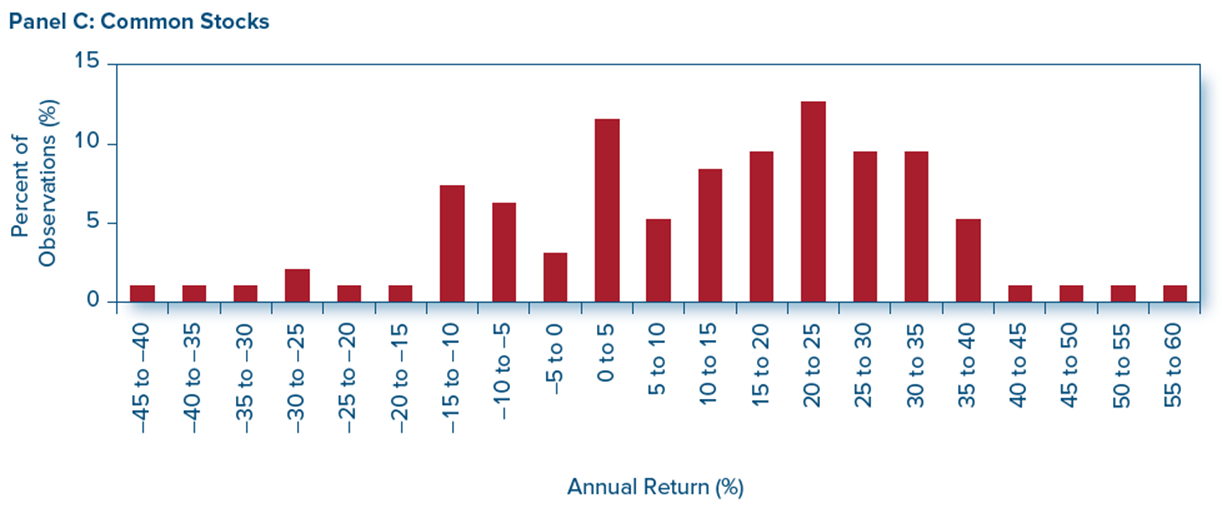 Panel C: Common Stocks
15
10
5
0
Percent of
Observations (%)
–45 to –40
–40 to –35
–35 to –30
–30 to –25
–25 to –20
–20 to –15
–15 to –10
–10 to –5
–5 to 0
0 to 5
5 to 10
10 to 15
15 to 20
20 to 25
25 to 30
30 to 35
35 to 40
40 to 45
45 to 50
50 to 55
55 to 60
Annual Return (%)